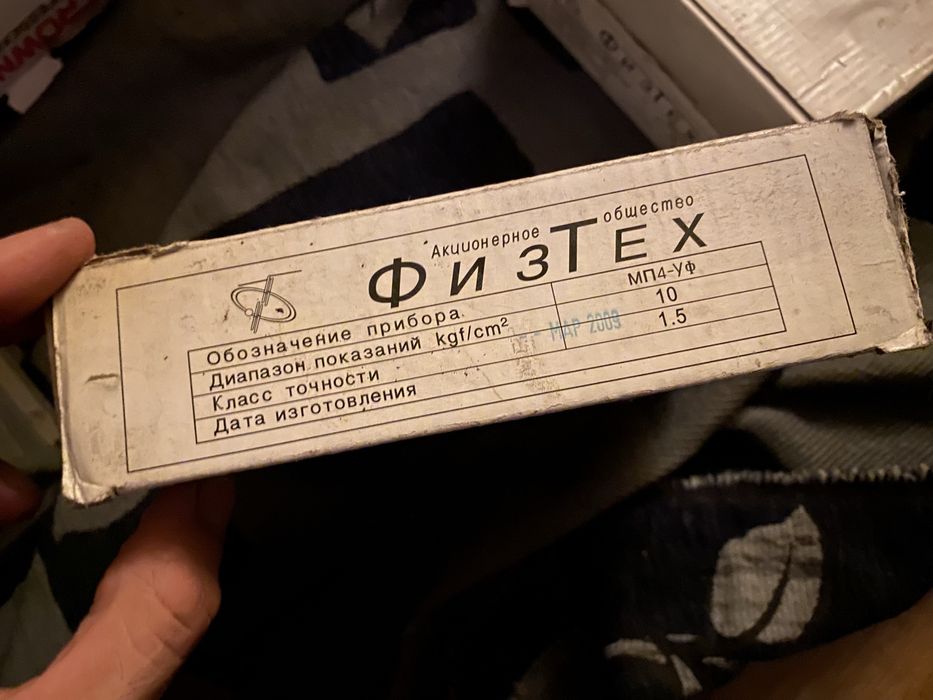 Акционерное общество
ФизТех
Обозначение прибора МП4-Уф
Диапазон показаний kgf/cm² 10
Класс точности 1.5
Дата изготовления МАР 2009
ФизТех